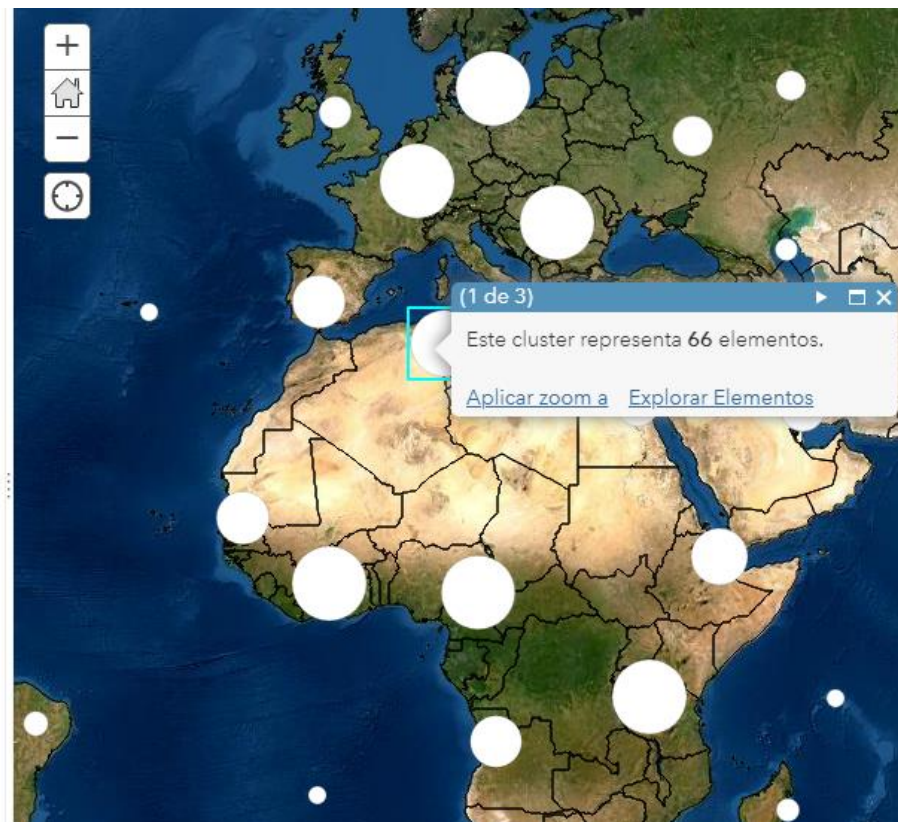 (1 de 3)
Este cluster representa 66 elementos.
Aplicar zoom a Explorar Elementos